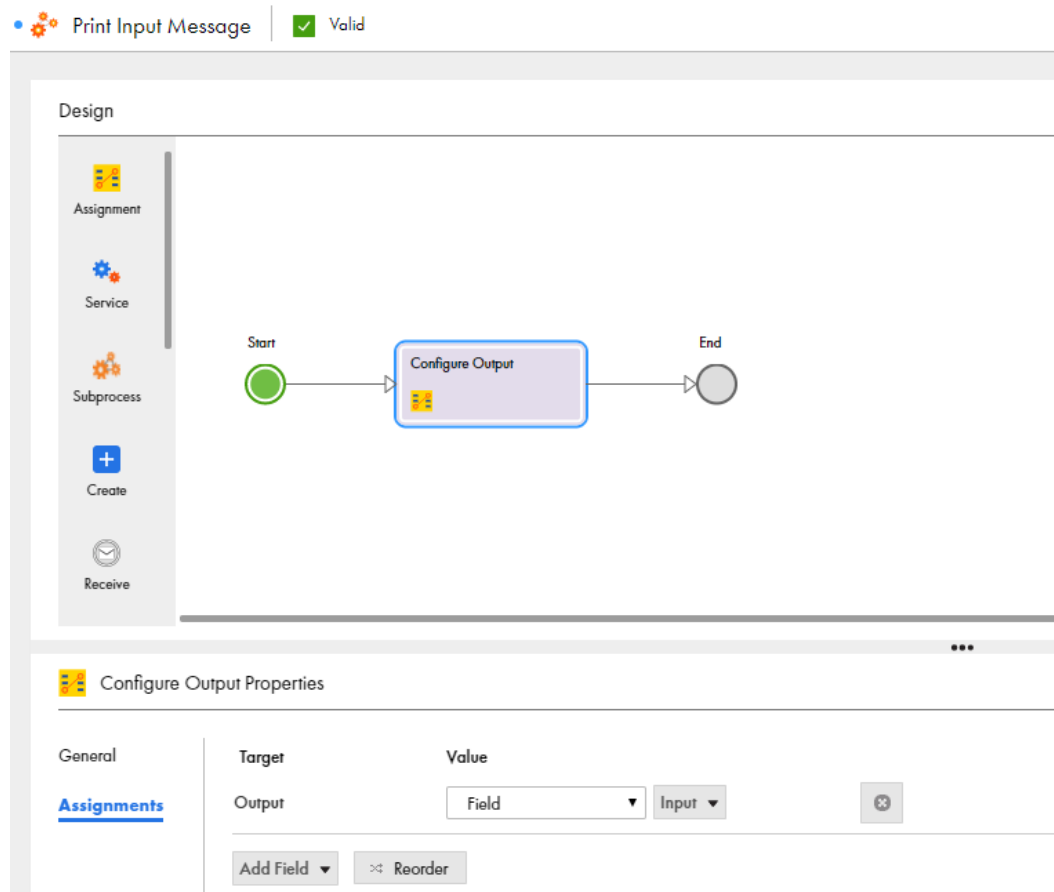 Print Input Message
Valid
Design
Assignment
Service
Subprocess
Create
Receive
Start
Configure Output
End
Configure Output Properties
General
Assignments
Target Value
Output Field Input
Add Field Reorder